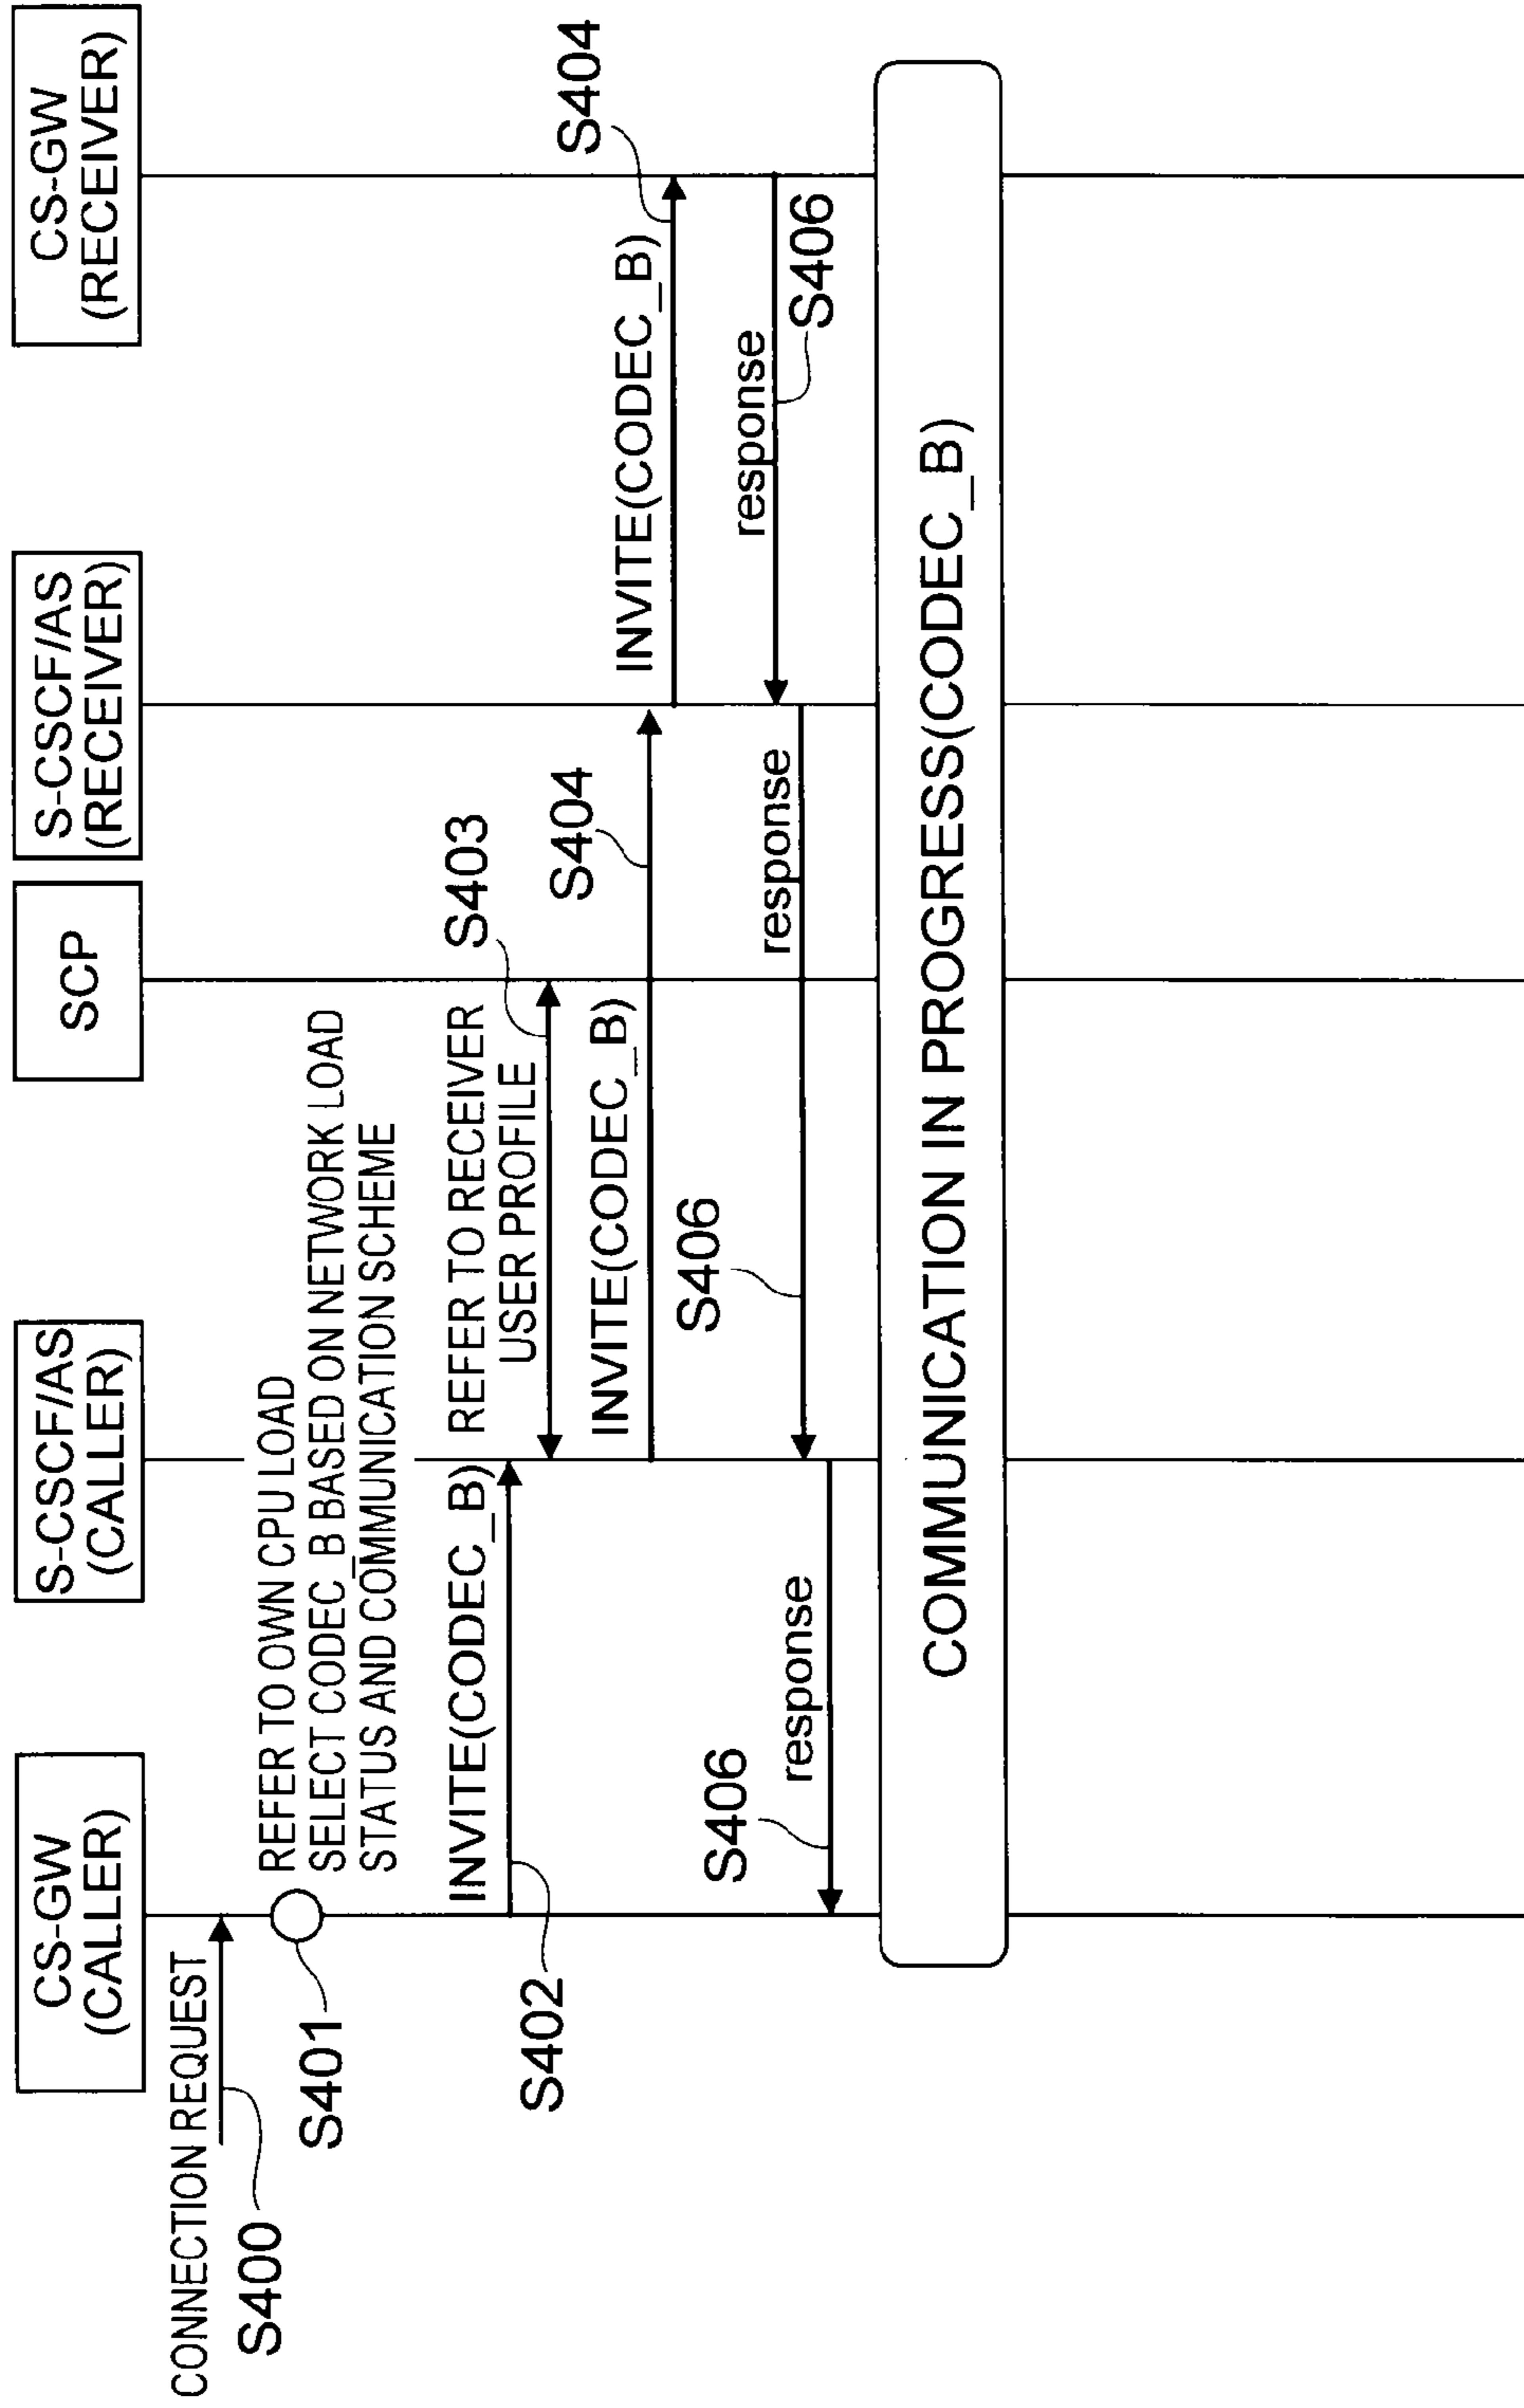 CS-GW
(CALLER)
S-CSCF/AS
(CALLER)
SCP
S-CSCF/AS
(RECEIVER)
CS-GW
(RECEIVER)
CONNECTION REQUEST
S400
REFER TO OWN CPU LOAD
SELECT CODEC_B BASED ON NETWORK LOAD
STATUS AND COMMUNICATION SCHEME
S401
INVITE(CODEC_B)
S402
REFER TO RECEIVER
USER PROFILE
S403
INVITE(CODEC_B)
S404
INVITE(CODEC_B)
S404
response
S406
response
S406
response
S406
COMMUNICATION IN PROGRESS(CODEC_B)